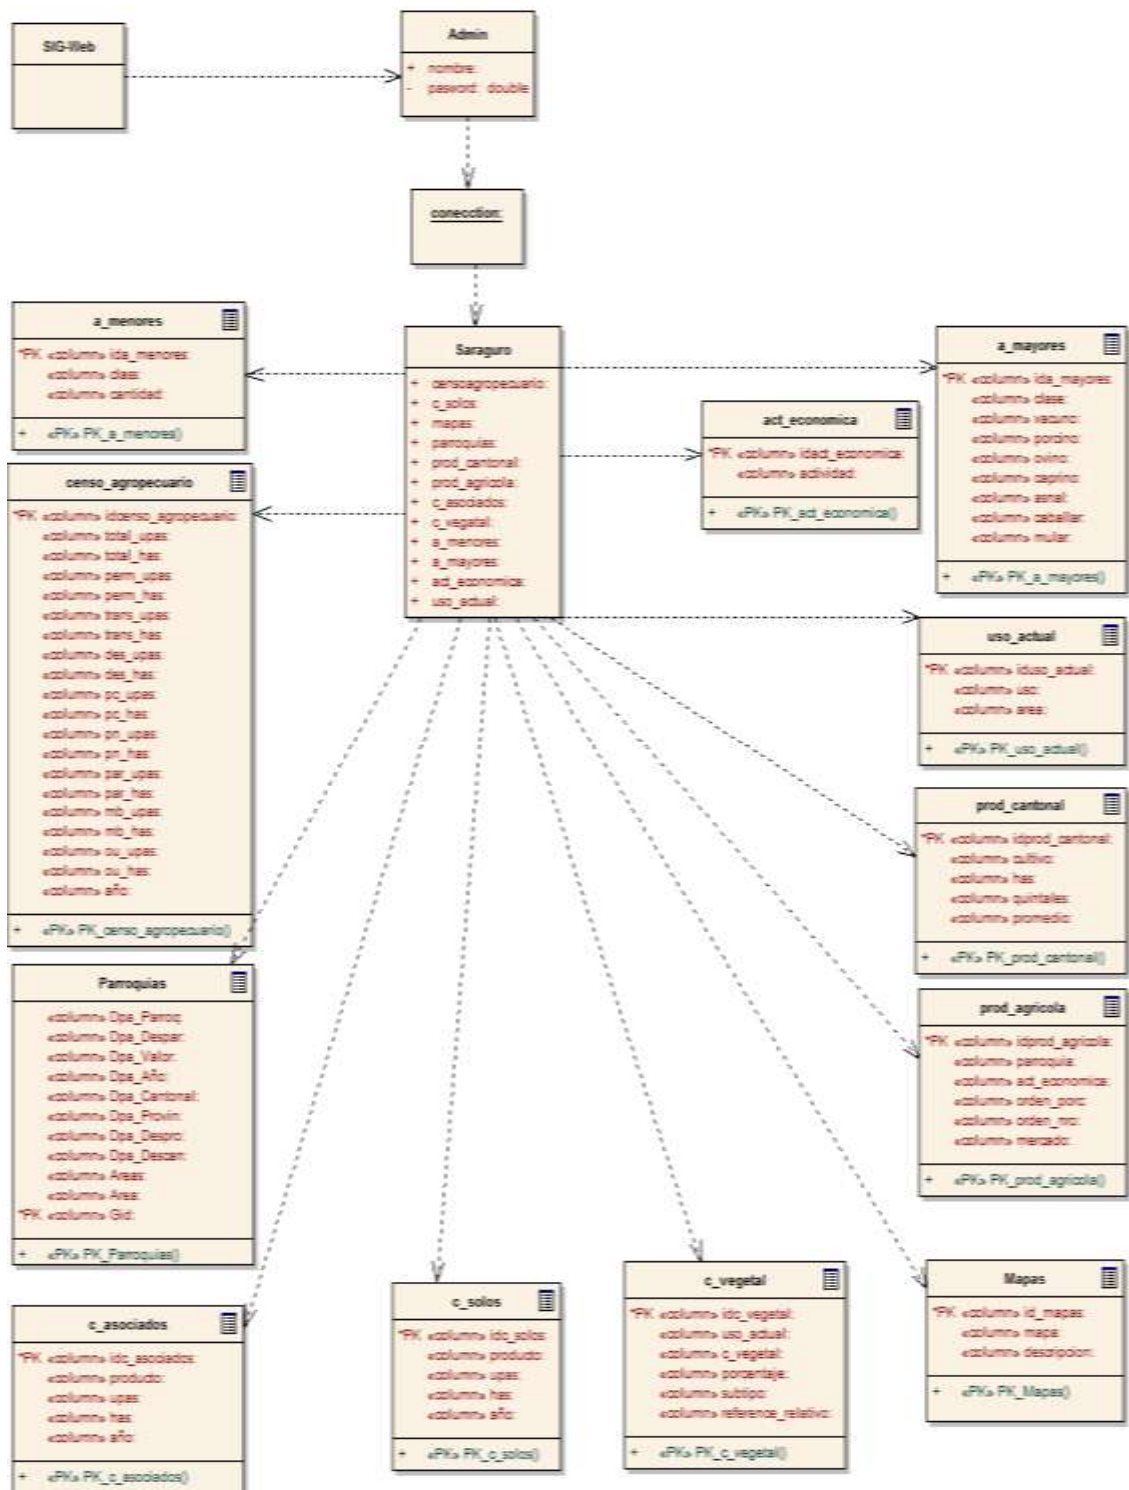 SIG-Web
Admin
+ nombre:
- pasword: double
conecction:
a_menores
*PK «column» ida_menores:
«column» class:
«column» cantidad:
+ «PK» PK_a_menores()
Saraguro
+ censoagropecuario:
+ c_solos:
+ mapas:
+ parroquias:
+ prod_cantonal:
+ prod_agricola:
+ c_asociados:
+ c_vegetal:
+ a_menores:
+ a_mayores:
+ act_economica:
+ uso_actual:
act_economica
*PK «column» idact_economica:
«column» actividad:
+ «PK» PK_act_economica()
a_mayores
*PK «column» ida_mayores:
«column» clase:
«column» vacuno:
«column» porcino:
«column» ovino:
«column» caprino:
«column» asnal:
«column» caballar:
«column» mular:
+ «PK» PK_a_mayores()
censo_agropecuario
*PK «column» idcenso_agropecuario:
«column» total_upas:
«column» total_has:
«column» perm_upas:
«column» perm_has:
«column» trans_upas:
«column» trans_has:
«column» des_upas:
«column» des_has:
«column» pc_upas:
«column» pc_has:
«column» pn_upas:
«column» pn_has:
«column» par_upas:
«column» par_has:
«column» mb_upas:
«column» mb_has:
«column» ou_upas:
«column» ou_has:
«column» año:
+ «PK» PK_censo_agropecuario()
uso_actual
*PK «column» iduso_actual:
«column» uso:
«column» area:
+ «PK» PK_uso_actual()
prod_cantonal
*PK «column» idprod_cantonal:
«column» cultivo:
«column» has:
«column» quintales:
«column» promedio:
+ «PK» PK_prod_cantonal()
Parroquias
«column» Dpa_Parroq:
«column» Dpa_Despar:
«column» Dpa_Valor:
«column» Dpa_Año:
«column» Dpa_Cantonal:
«column» Dpa_Provin:
«column» Dpa_Despro:
«column» Dpa_Descan:
«column» Areas:
«column» Area:
*PK «column» Gid:
+ «PK» PK_Parroquias()
prod_agricola
*PK «column» idprod_agricola:
«column» parroquia:
«column» act_economica:
«column» orden_porc:
«column» orden_nro:
«column» mercado:
+ «PK» PK_prod_agricola()
c_asociados
*PK «column» idc_asociados:
«column» producto:
«column» upas:
«column» has:
«column» año:
+ «PK» PK_c_asociados()
c_solos
*PK «column» idc_solos:
«column» producto:
«column» upas:
«column» has:
«column» año:
+ «PK» PK_c_solos()
c_vegetal
*PK «column» idc_vegetal:
«column» uso_actual:
«column» c_vegetal:
«column» porcentaje:
«column» subtipo:
«column» reference_relativo:
+ «PK» PK_c_vegetal()
Mapas
*PK «column» id_mapas:
«column» mapa:
«column» descripcion:
+ «PK» PK_Mapas()